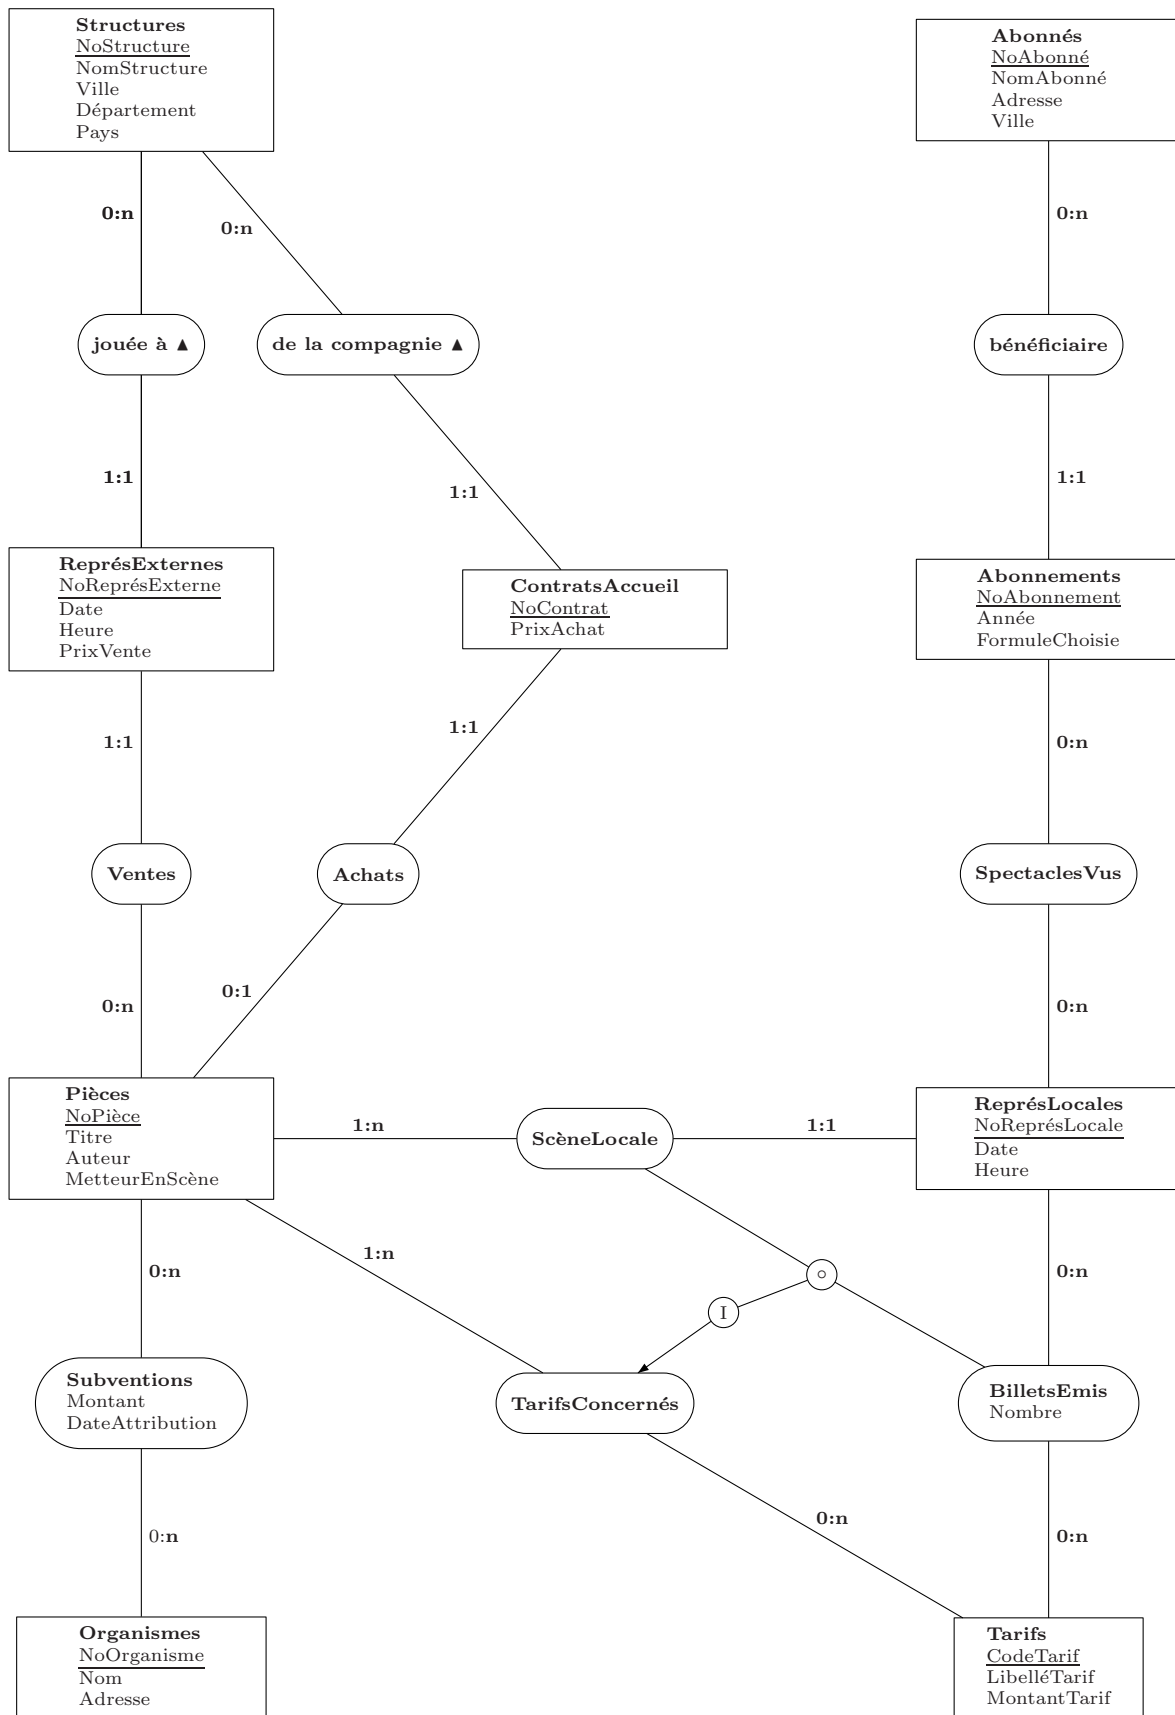 Structures
NoStructure
NomStructure
Ville
Département
Pays
Abonnés
NoAbonné
NomAbonné
Adresse
Ville
0:n
0:n
0:n
jouée à ▲
de la compagnie ▲
bénéficiaire
1:1
1:1
1:1
ReprésExternes
NoReprésExterne
Date
Heure
PrixVente
ContratsAccueil
NoContrat
PrixAchat
Abonnements
NoAbonnement
Année
FormuleChoisie
1:1
1:1
0:n
Ventes
Achats
SpectaclesVus
0:n
0:1
0:n
Pièces
NoPièce
Titre
Auteur
MetteurEnScène
1:n
ScèneLocale
1:1
ReprésLocales
NoReprésLocale
Date
Heure
0:n
1:n
I
0:n
Subventions
Montant
DateAttribution
TarifsConcernés
BilletsEmis
Nombre
0:n
0:n
0:n
Organismes
NoOrganisme
Nom
Adresse
Tarifs
CodeTarif
LibelléTarif
MontantTarif